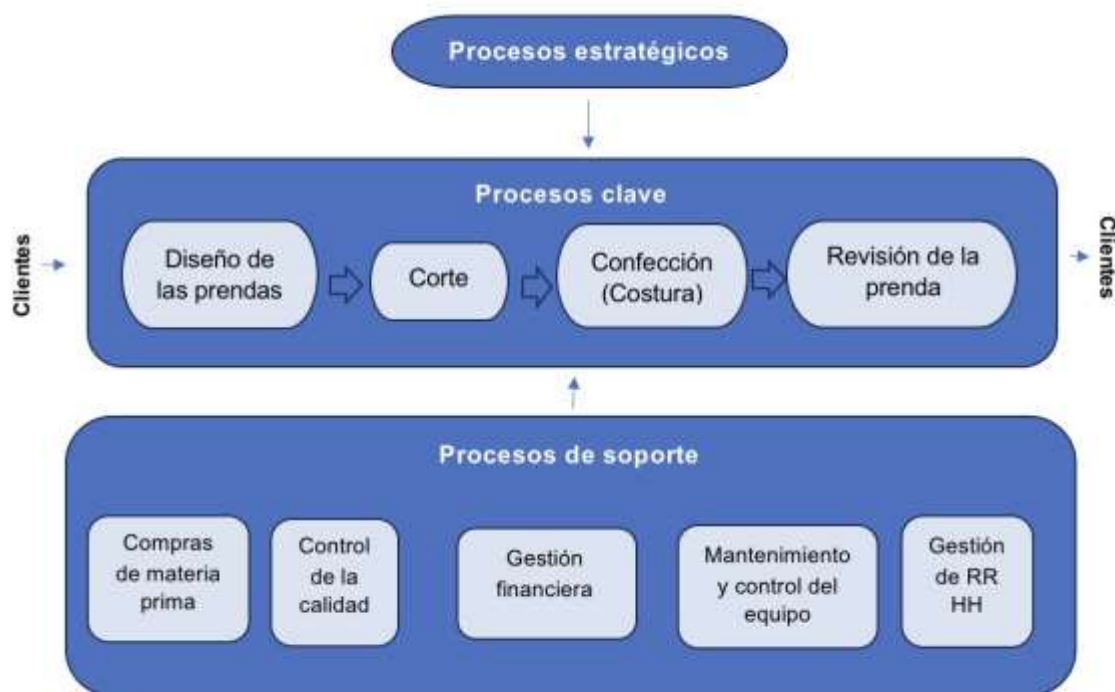 Procesos estratégicos
Procesos clave
Clientes
Diseño de
las prendas
Corte
Confección
(Costura)
Revisión de la
prenda
Clientes
Procesos de soporte
Compras
de materia
prima
Control
de la
calidad
Gestión
financiera
Mantenimiento
y control del
equipo
Gestión
de RR
HH